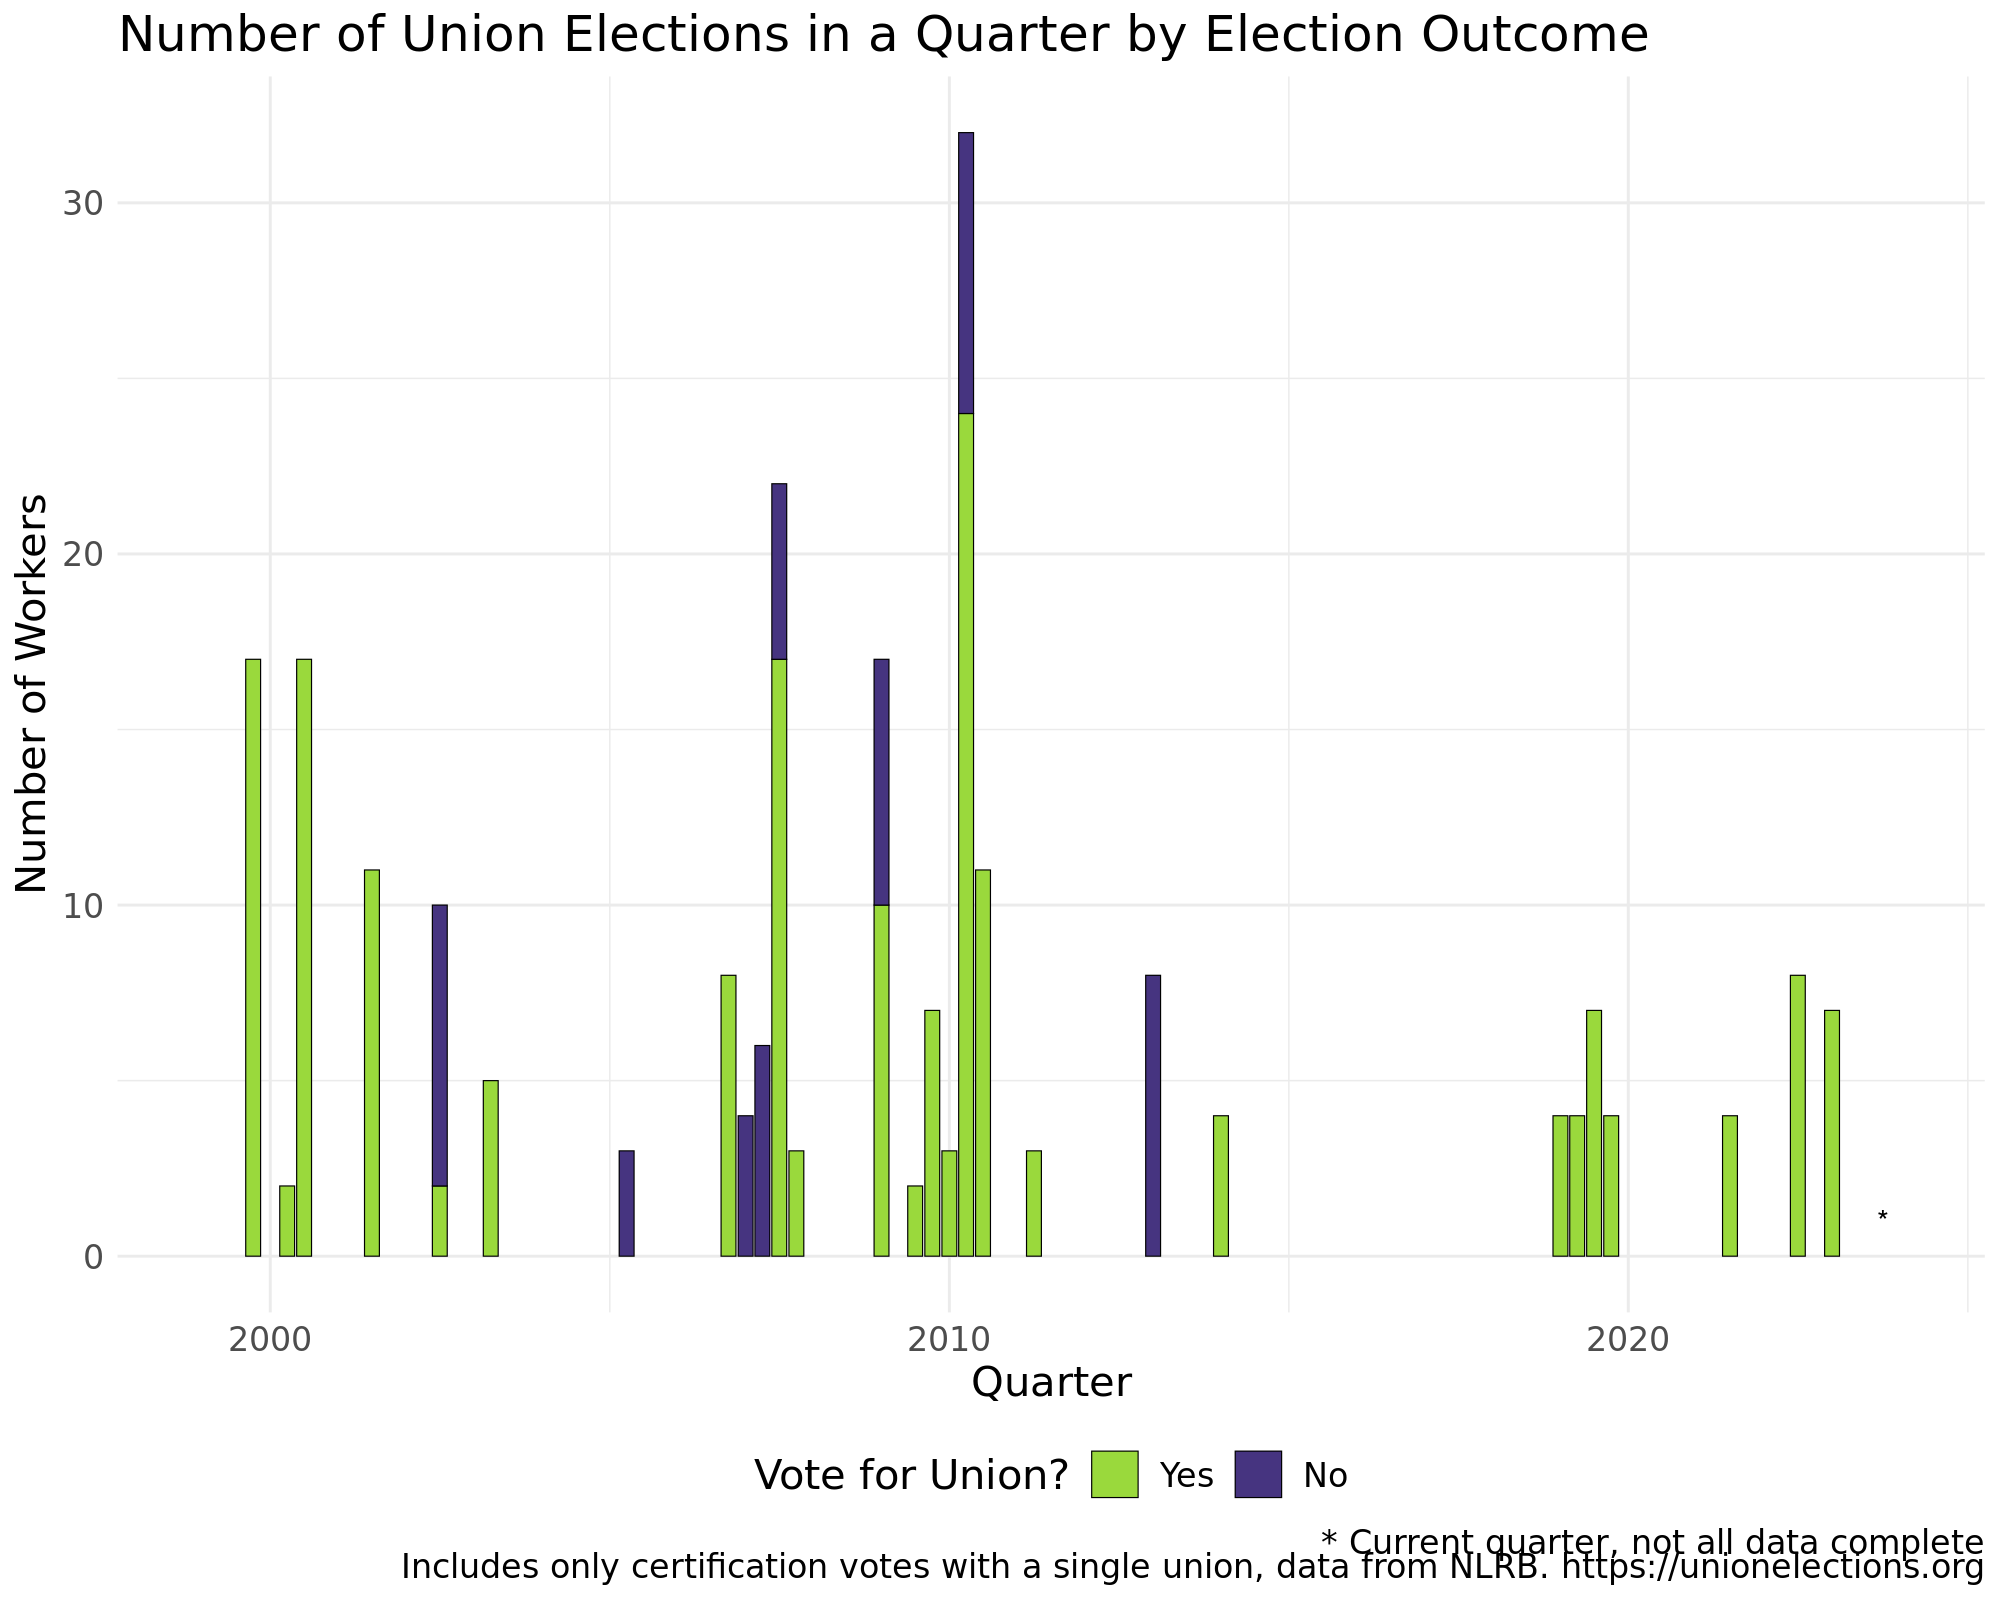 Number of Union Elections in a Quarter by Election Outcome
Number of Workers
30
20
10
0
*
2000 2010 2020
Quarter
Vote for Union? Yes No
* Current quarter, not all data complete
Includes only certification votes with a single union, data from NLRB. https://unionelections.org